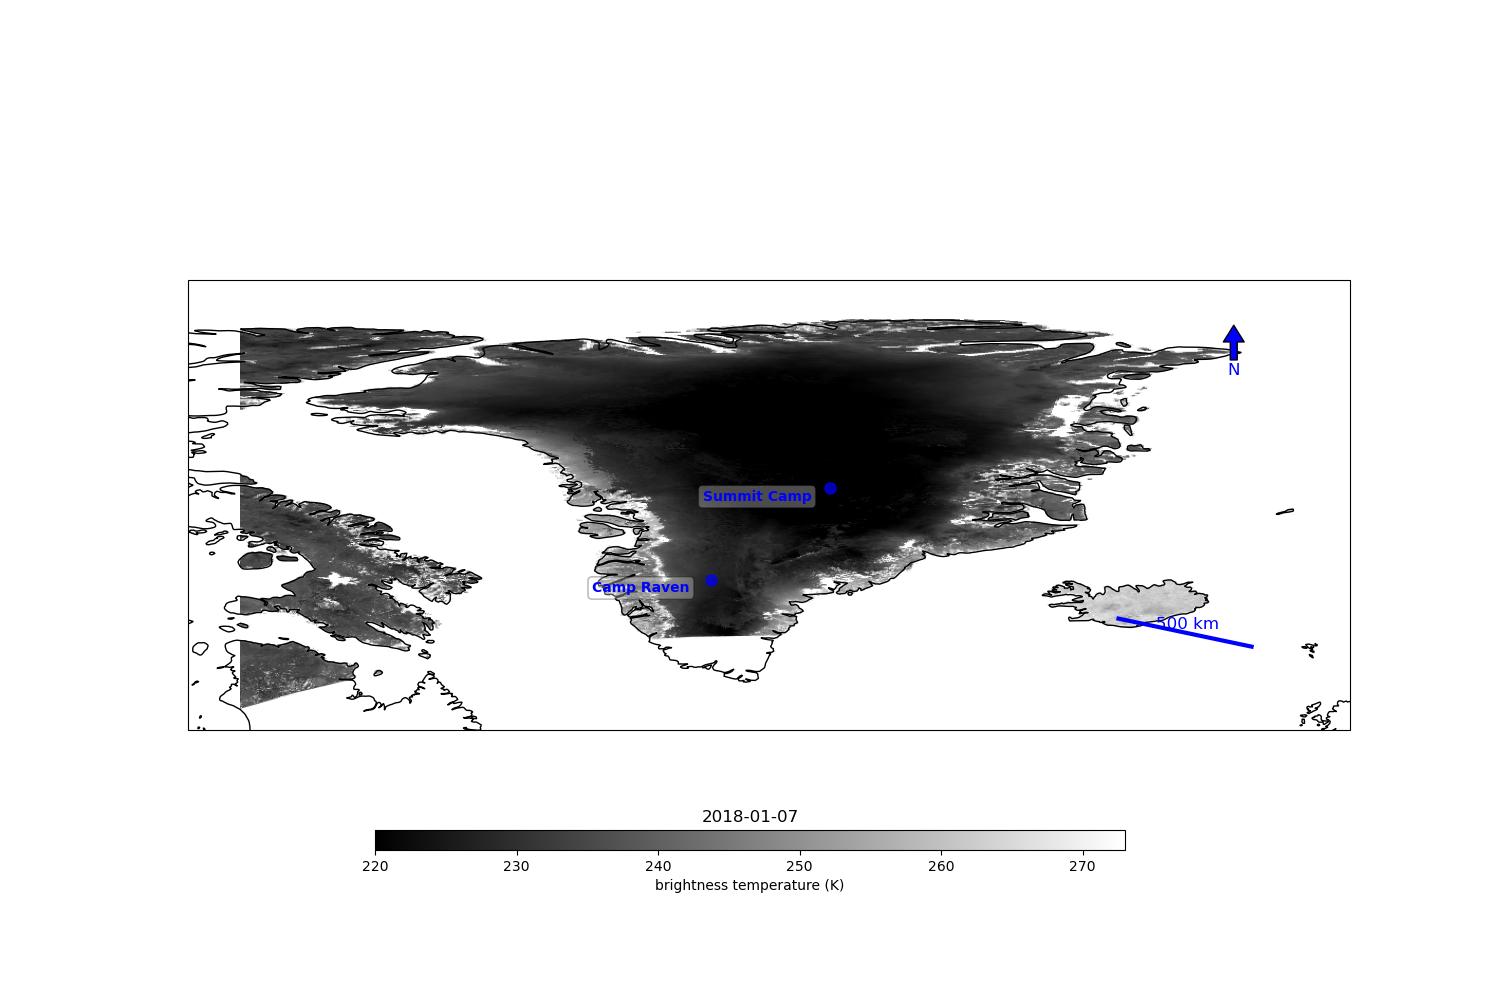 N
Summit Camp
Camp Raven
500 km
2018-01-07
220 230 240 250 260 270
brightness temperature (K)